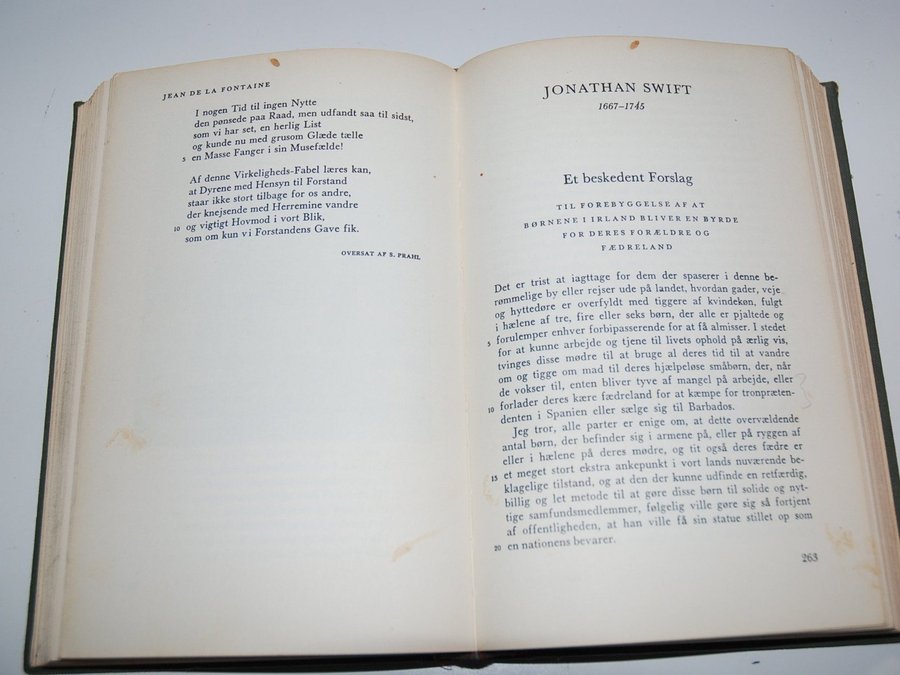 JEAN DE LA FONTAINE
I nogen Tid til ingen Nytte
den pønsede paa Raad, men udfandt saa til sidst,
som vi har set, en herlig List
og kunde nu med grusom Glæde tælle
5 en Masse Fanger i sin Musefælde!
Af denne Virkeligheds-Fabel læres kan,
at Dyrene med Hensyn til Forstand
staar ikke stort tilbage for os andre,
der knejsende med Herremine vandre
10 og vigtigt Hovmod i vort Blik,
som om kun vi Forstandens Gave fik.
OVERSAT AF S. PRAHL
JONATHAN SWIFT
1667–1745
Et beskedent Forslag
TIL FOREBYGGELSE AF AT
BØRNENE I IRLAND BLIVER EN BYRDE
FOR DERES FORÆLDRE OG
FÆDRELAND
Det er trist at iagttage for dem der spaserer i denne be-
rømmelige by eller rejser ude på landet, hvordan gader, veje
og hyttedøre er overfyldt med tiggere af kvindekøn, fulgt
i hælene af tre, fire eller seks børn, der alle er pjaltede og
5 forulemper enhver forbipasserende for at få almisser. I stedet
for at kunne arbejde og tjene til livets ophold på ærlig vis,
tvinges disse mødre til at bruge al deres tid til at vandre
om og tigge om mad til deres hjælpeløse småbørn, der, når
de vokser til, enten bliver tyve af mangel på arbejde, eller
10 forlader deres kære fædreland for at kæmpe for tronpræten-
denten i Spanien eller sælge sig til Barbados.
Jeg tror, alle parter er enige om, at dette overvældende
antal børn, der befinder sig i armene på, eller på ryggen af
eller i hælene på deres mødre, og tit også deres fædre er
15 et meget stort ekstra ankepunkt i vort lands nuværende be-
klagelige tilstand, og at den der kunne udfinde en retfærdig,
billig og let metode til at gøre disse børn til solide og nyt-
tige samfundsmedlemmer, følgelig ville gøre sig så fortjent
af offentligheden, at han ville få sin statue stillet op som
20 en nationens bevarer.
263